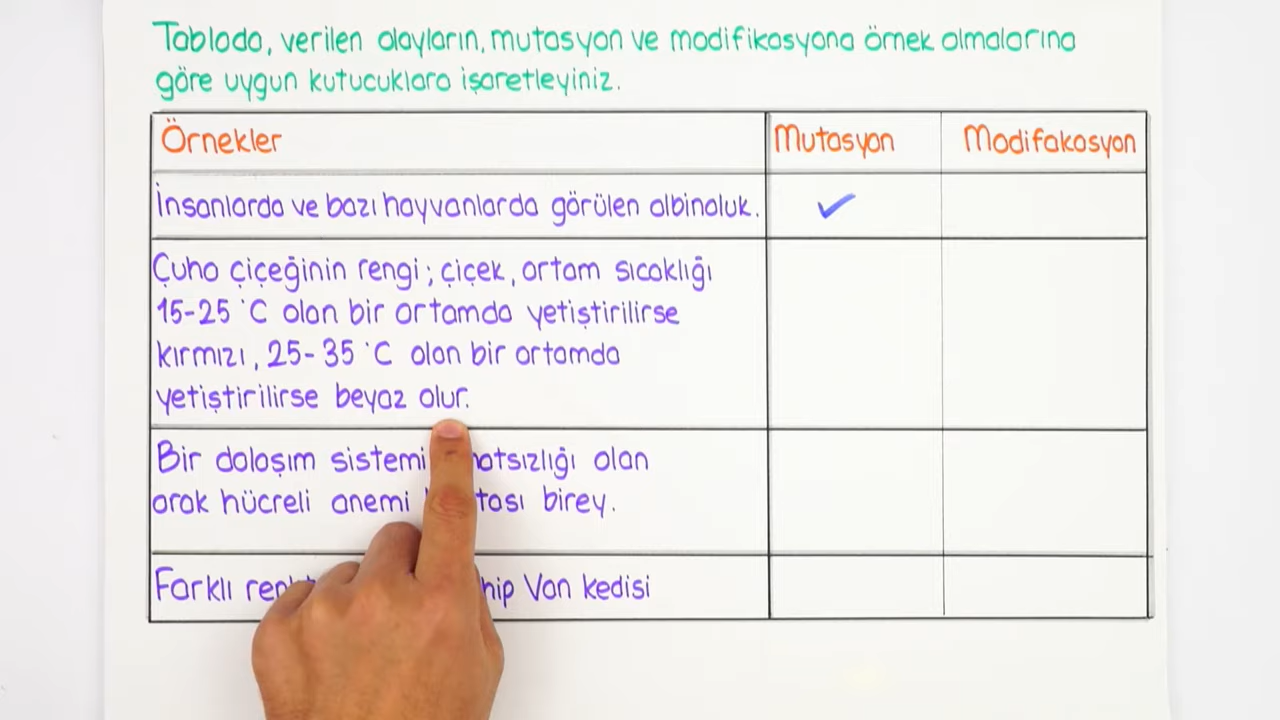 Tabloda, verilen olayların, mutasyon ve modifikasyona örnek olmalarına
göre uygun kutucuklara işaretleyiniz.
Örnekler Mutasyon Modifakasyon
İnsanlarda ve bazı hayvanlarda görülen albinoluk. ✓
Çuha çiçeğinin rengi; çiçek, ortam sıcaklığı
15-25 °C olan bir ortamda yetiştirilirse
kırmızı, 25-35 °C olan bir ortamda
yetiştirilirse beyaz olur.
Bir dolaşım sistemi olan
orak hücreli anemi birey.
Farklı Van kedisi